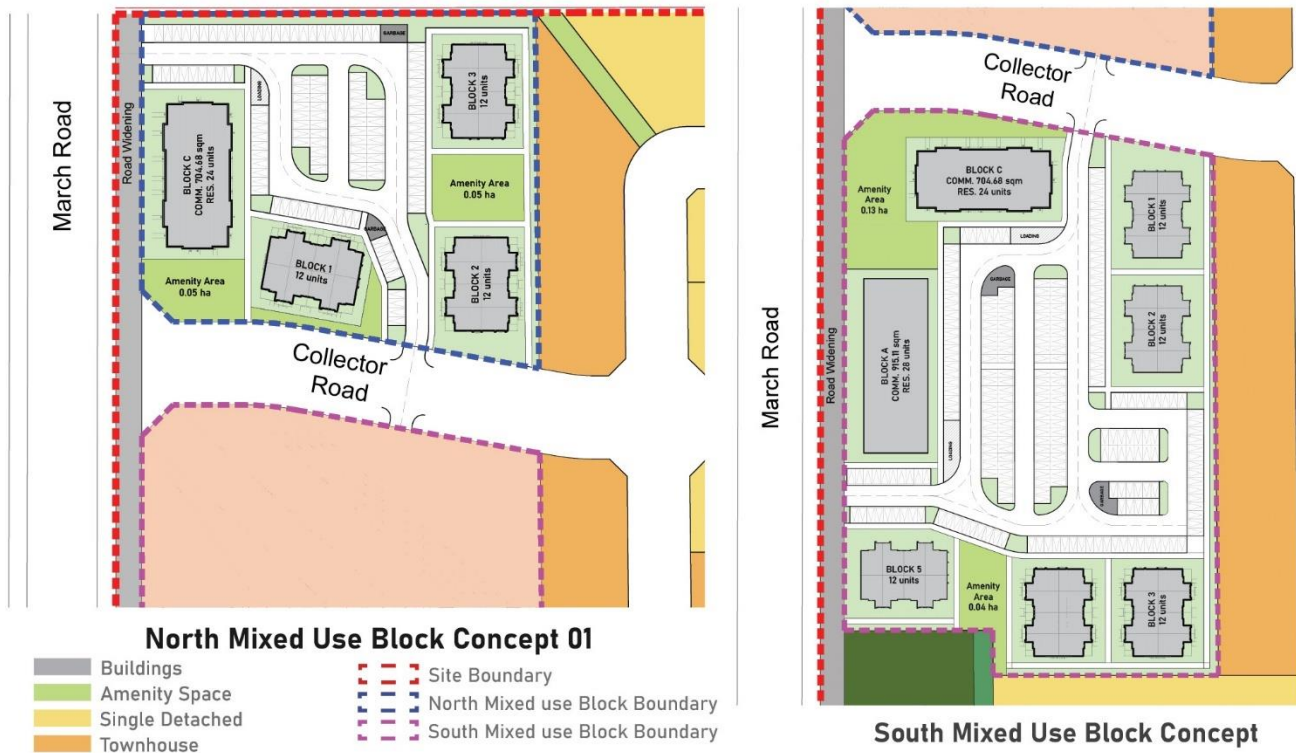 March Road
Road Widening
GARBAGE
LOADING
BLOCK 3
12 units
BLOCK C
COMM. 704.68 sqm
RES. 24 units
Amenity Area
0.05 ha
GARBAGE
BLOCK 1
12 units
BLOCK 2
12 units
Amenity Area
0.05 ha
Collector
Road
North Mixed Use Block Concept 01
Buildings
Amenity Space
Single Detached
Townhouse
Site Boundary
North Mixed use Block Boundary
South Mixed use Block Boundary
Collector
Road
March Road
Road Widening
BLOCK C
COMM. 704.68 sqm
RES. 24 units
Amenity
Area
0.13 ha
LOADING
BLOCK 1
12 units
GARBAGE
BLOCK 2
12 units
BLOCK A
COMM. 915.11 sqm
RES. 28 units
LOADING
GARBAGE
BLOCK 5
12 units
Amenity
Area
0.04 ha
BLOCK 3
12 units
South Mixed Use Block Concept